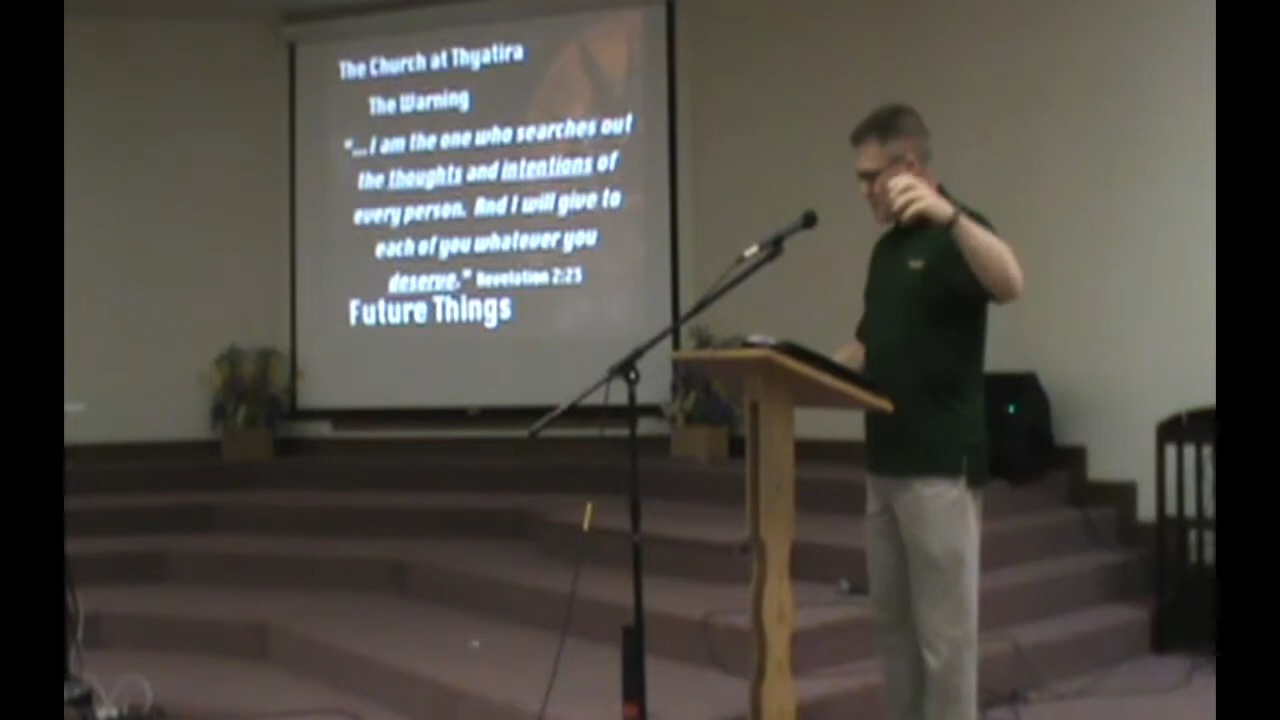 The Church at Thyatira
The Warning
"...I am the one who searches out
the thoughts and intentions of
every person. And I will give to
each of you whatever you
deserve." Revelation 2:23
Future Things